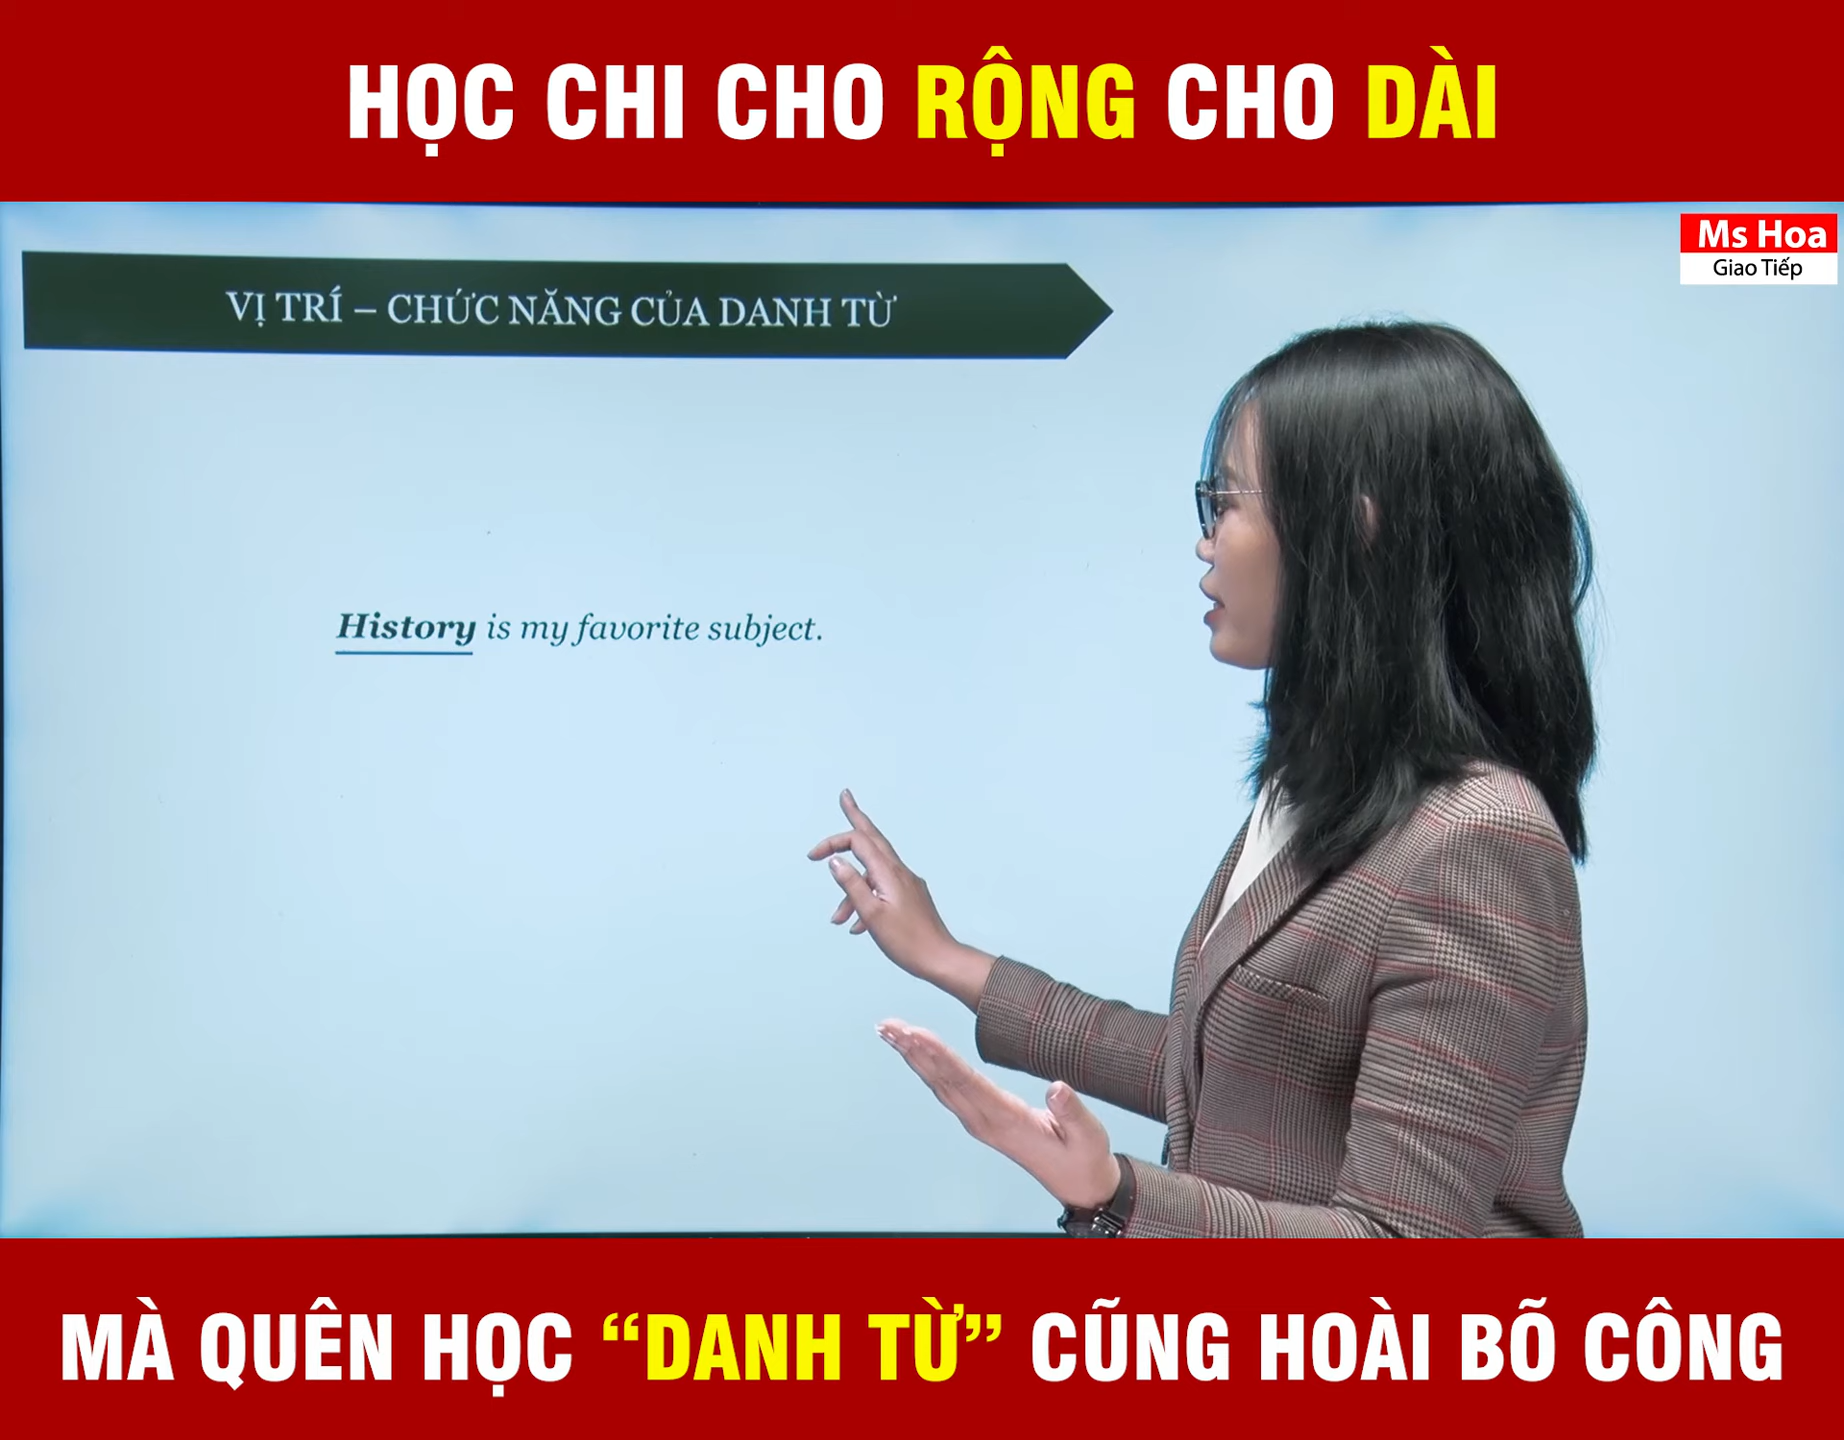 HỌC CHI CHO RỘNG CHO DÀI
Ms Hoa
Giao Tiếp
VỊ TRÍ – CHỨC NĂNG CỦA DANH TỪ
History is my favorite subject.
MÀ QUÊN HỌC “DANH TỪ” CŨNG HOÀI BÕ CÔNG